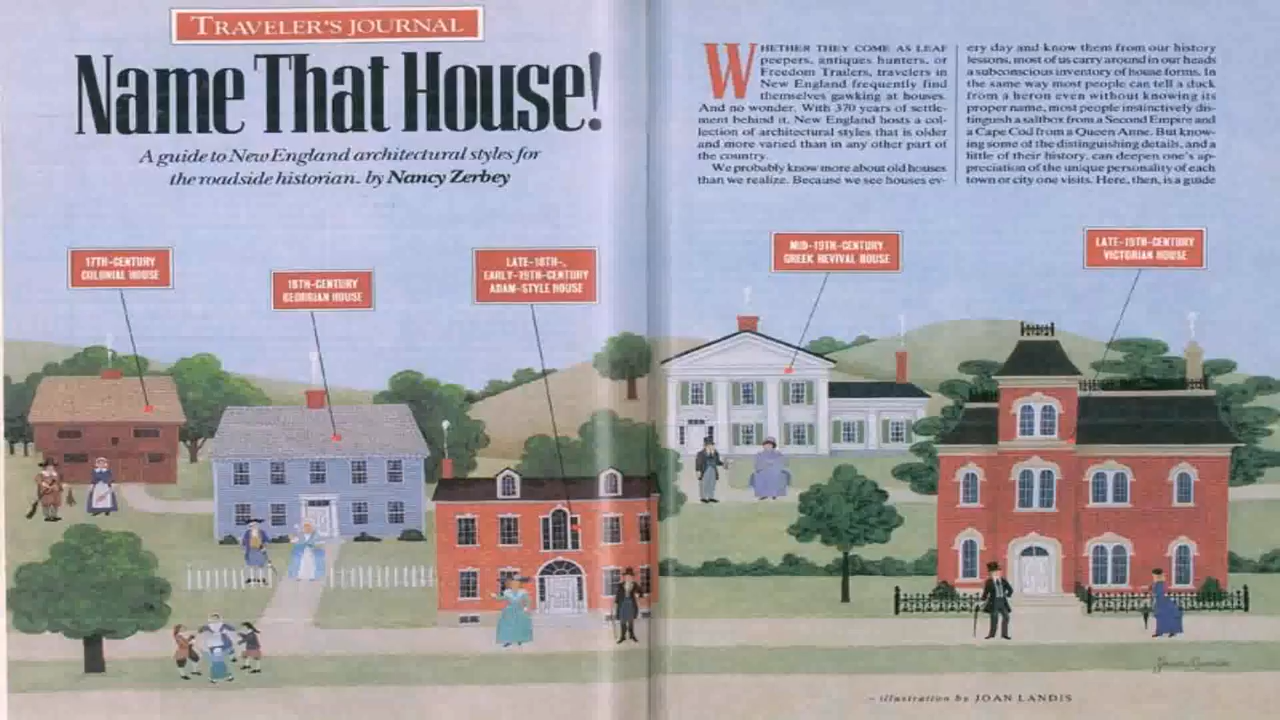 TRAVELER'S JOURNAL
Name That House!
A guide to New England architectural styles for
the roadside historian. by Nancy Zerbey
WHETHER THEY COME AS LEAF
peepers, antiques hunters, or
Freedom Trailers, travelers in
New England frequently find
themselves gawking at houses.
And no wonder. With 370 years of settle-
ment behind it, New England hosts a col-
lection of architectural styles that is older
and more varied than in any other part of
the country.
We probably know more about old houses
than we realize. Because we see houses ev-
ery day and know them from our history
lessons, most of us carry around in our heads
a subconscious inventory of house forms. In
the same way most people can tell a duck
from a heron even without knowing its
proper name, most people instinctively dis-
tinguish a saltbox from a Second Empire and
a Cape Cod from a Queen Anne. But know-
ing some of the distinguishing details, and a
little of their history, can deepen one's ap-
preciation of the unique personality of each
town or city one visits. Here, then, is a guide
17TH-CENTURY
COLONIAL HOUSE
18TH-CENTURY
GEORGIAN HOUSE
LATE-18TH-,
EARLY-19TH-CENTURY
ADAM-STYLE HOUSE
MID-19TH-CENTURY
GREEK REVIVAL HOUSE
LATE-19TH-CENTURY
VICTORIAN HOUSE
– illustration by JOAN LANDIS